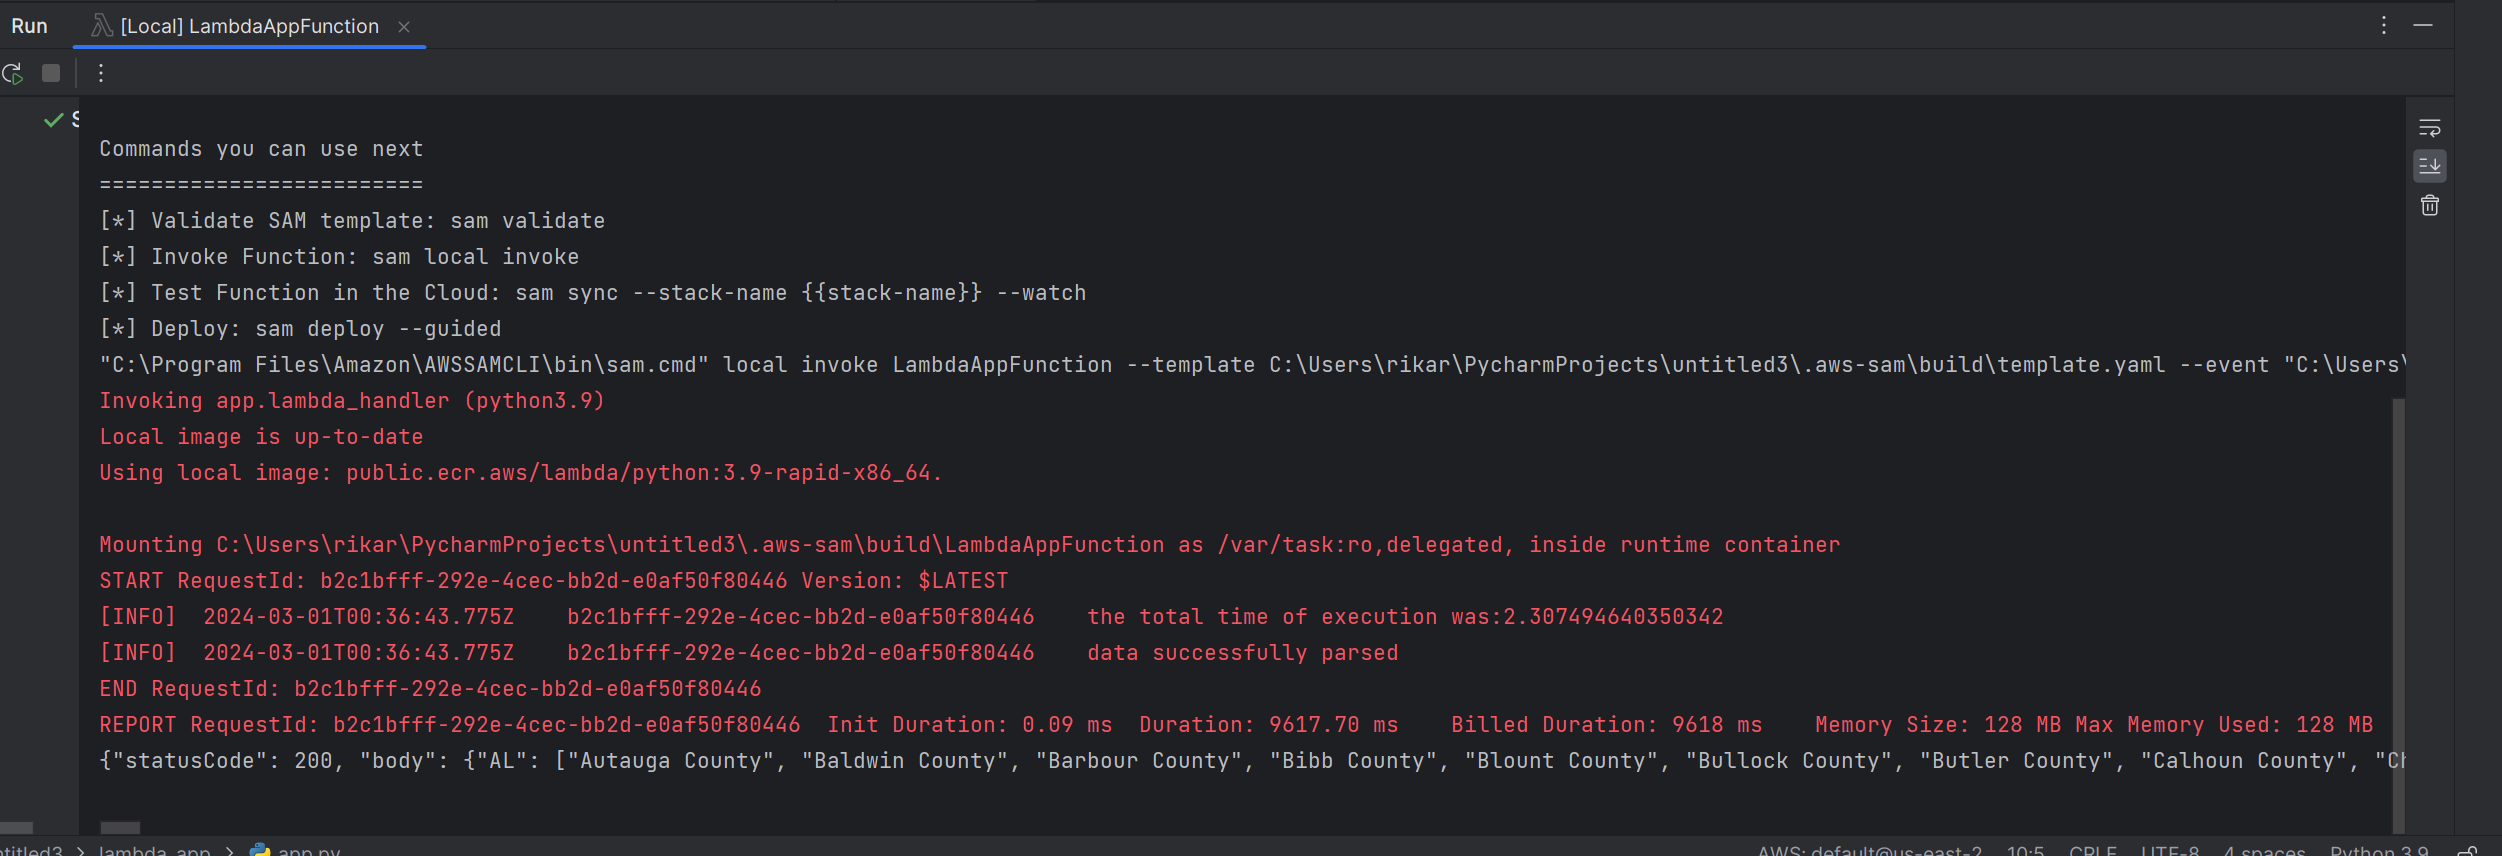 Run [Local] LambdaAppFunction
Commands you can use next
=========================
[*] Validate SAM template: sam validate
[*] Invoke Function: sam local invoke
[*] Test Function in the Cloud: sam sync --stack-name {{stack-name}} --watch
[*] Deploy: sam deploy --guided
"C:\Program Files\Amazon\AWSSAMCLI\bin\sam.cmd" local invoke LambdaAppFunction --template C:\Users\rikar\PycharmProjects\untitled3\.aws-sam\build\template.yaml --event "C:\Users\
Invoking app.lambda_handler (python3.9)
Local image is up-to-date
Using local image: public.ecr.aws/lambda/python:3.9-rapid-x86_64.
Mounting C:\Users\rikar\PycharmProjects\untitled3\.aws-sam\build\LambdaAppFunction as /var/task:ro,delegated, inside runtime container
START RequestId: b2c1bfff-292e-4cec-bb2d-e0af50f80446 Version: $LATEST
[INFO]  2024-03-01T00:36:43.775Z    b2c1bfff-292e-4cec-bb2d-e0af50f80446    the total time of execution was:2.307494640350342
[INFO]  2024-03-01T00:36:43.775Z    b2c1bfff-292e-4cec-bb2d-e0af50f80446    data successfully parsed
END RequestId: b2c1bfff-292e-4cec-bb2d-e0af50f80446
REPORT RequestId: b2c1bfff-292e-4cec-bb2d-e0af50f80446  Init Duration: 0.09 ms  Duration: 9617.70 ms    Billed Duration: 9618 ms    Memory Size: 128 MB Max Memory Used: 128 MB
{"statusCode": 200, "body": {"AL": ["Autauga County", "Baldwin County", "Barbour County", "Bibb County", "Blount County", "Bullock County", "Butler County", "Calhoun County", "Ch
ntitled3 > lambda_app > app.py AWS: default@us-east-2 10:5 CRLF UTF-8 4 spaces Python 3.9